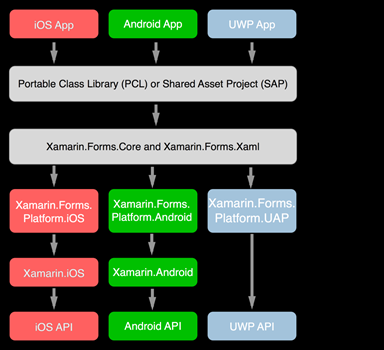 iOS App Android App UWP App
Portable Class Library (PCL) or Shared Asset Project (SAP)
Xamarin.Forms.Core and Xamarin.Forms.Xaml
Xamarin.Forms.
Platform.iOS
Xamarin.Forms.
Platform.Android
Xamarin.Forms.
Platform.UAP
Xamarin.iOS Xamarin.Android
iOS API Android API UWP API